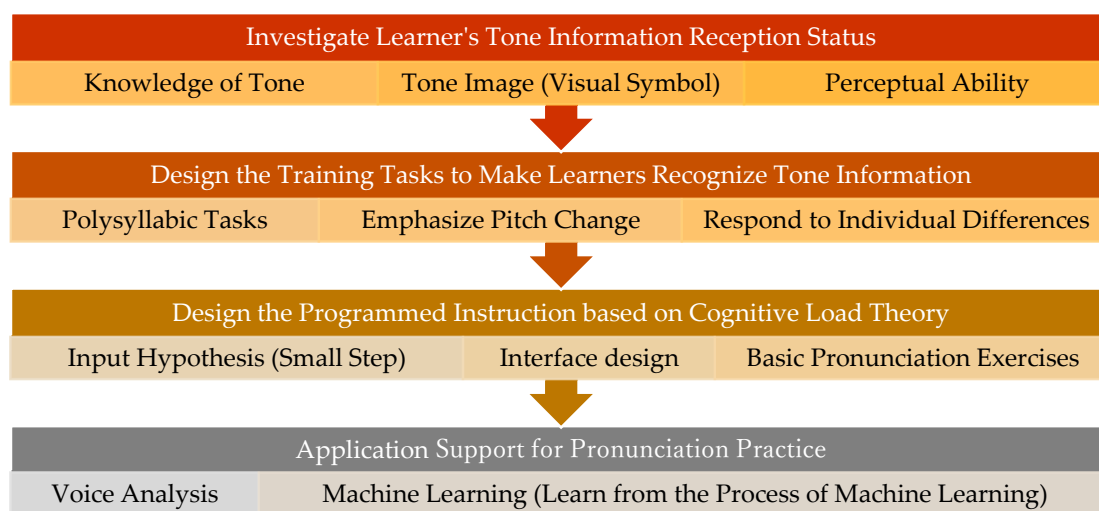 Investigate Learner's Tone Information Reception Status
Knowledge of Tone Tone Image (Visual Symbol) Perceptual Ability
Design the Training Tasks to Make Learners Recognize Tone Information
Polysyllabic Tasks Emphasize Pitch Change Respond to Individual Differences
Design the Programmed Instruction based on Cognitive Load Theory
Input Hypothesis (Small Step) Interface design Basic Pronunciation Exercises
Application Support for Pronunciation Practice
Voice Analysis Machine Learning (Learn from the Process of Machine Learning)